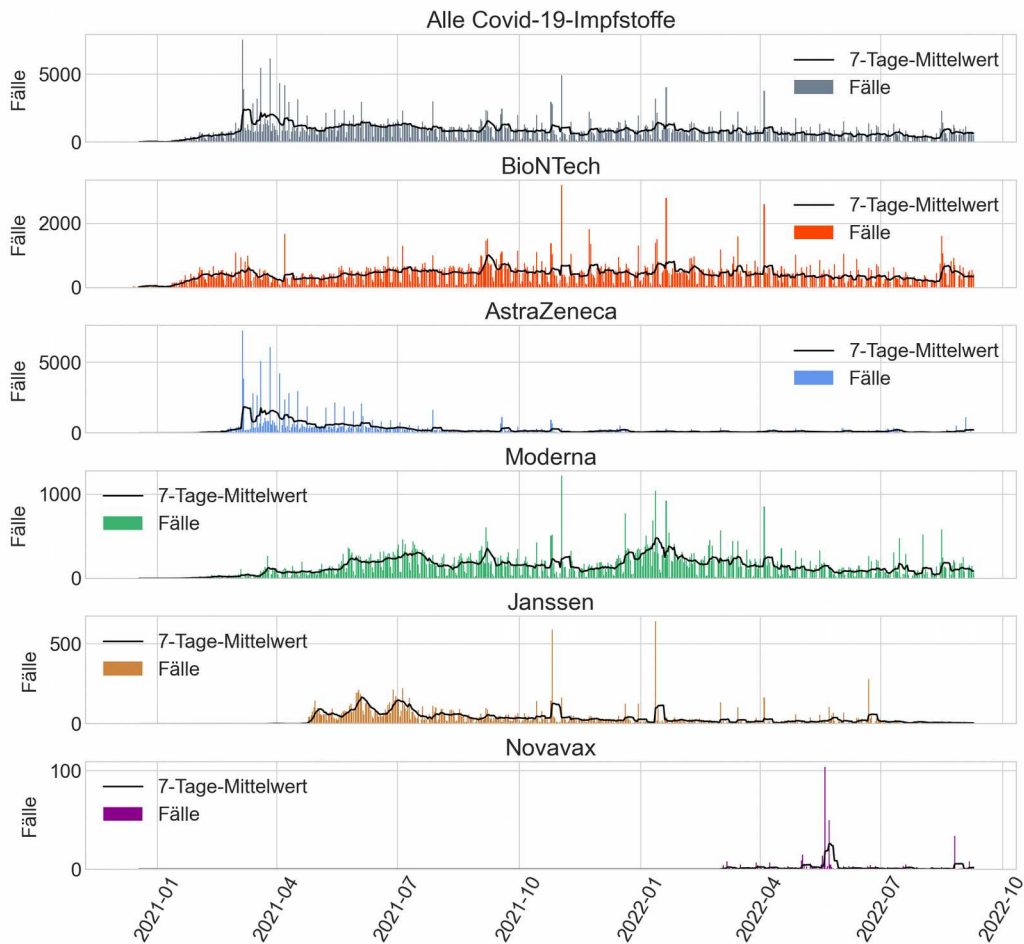 Alle Covid-19-Impfstoffe
Fälle
5000
0
7-Tage-Mittelwert
Fälle
BioNTech
Fälle
2000
0
7-Tage-Mittelwert
Fälle
AstraZeneca
Fälle
5000
0
7-Tage-Mittelwert
Fälle
Moderna
Fälle
1000
0
7-Tage-Mittelwert
Fälle
Janssen
Fälle
500
0
7-Tage-Mittelwert
Fälle
Novavax
Fälle
100
0
7-Tage-Mittelwert
Fälle
2021-01
2021-04
2021-07
2021-10
2022-01
2022-04
2022-07
2022-10